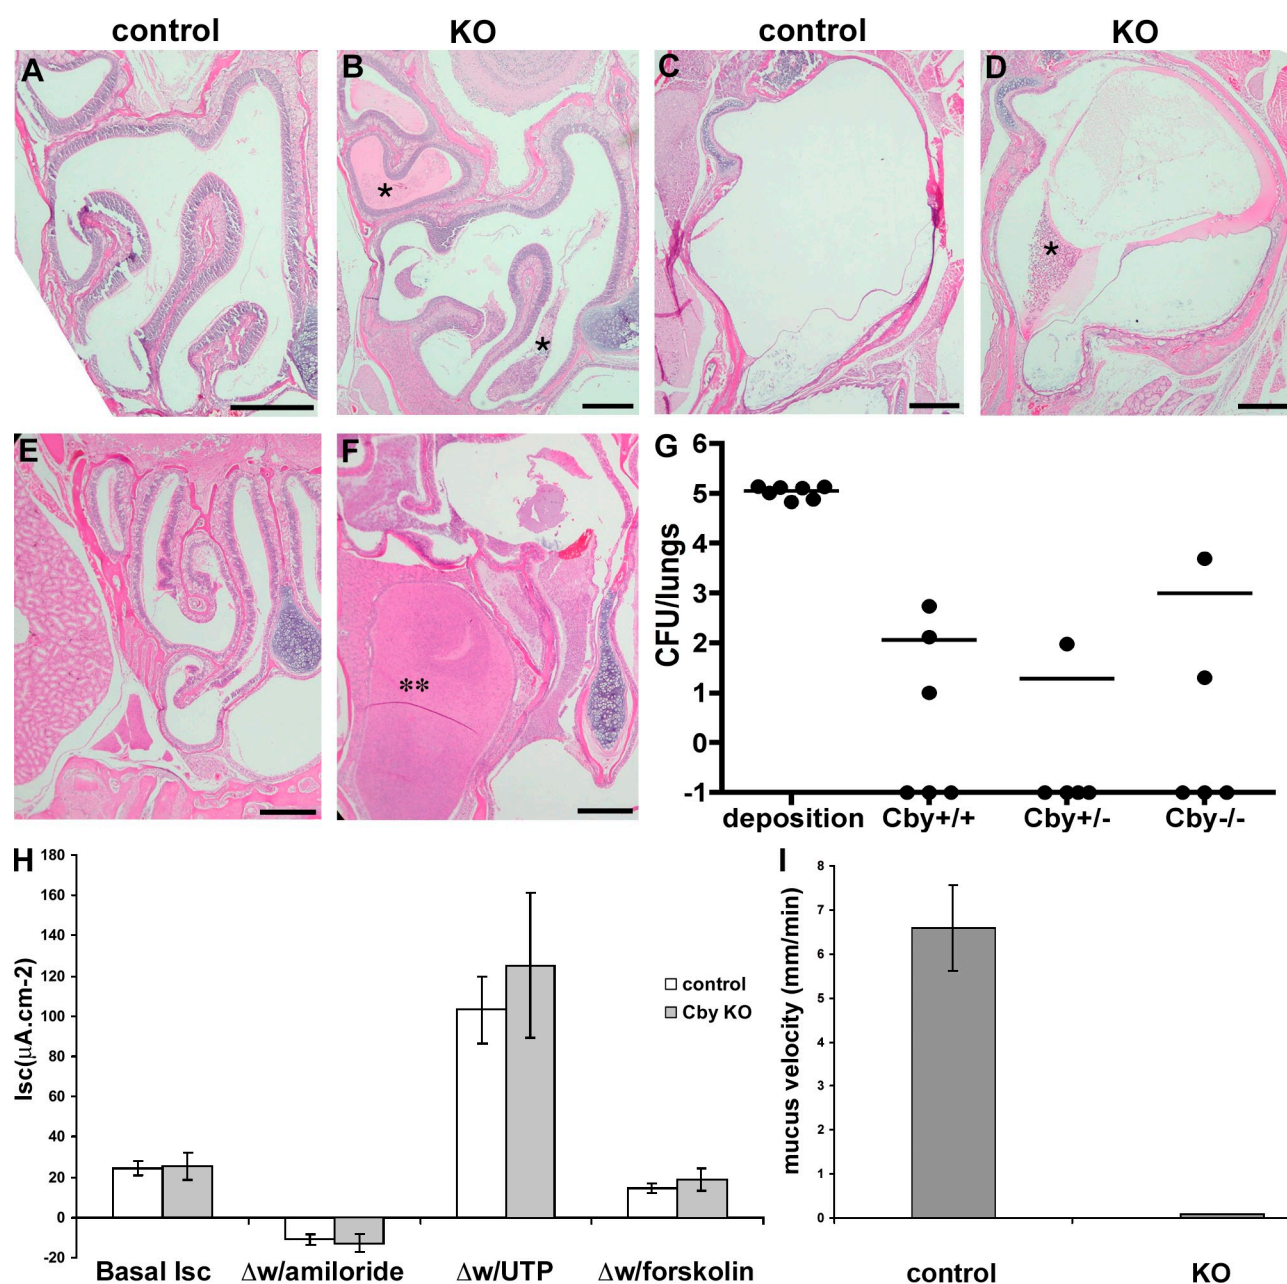 control KO control KO
A B C D
*
*
*
E F G
**
CFU/lungs
6
5
4
3
2
1
0
-1
deposition Cby+/+ Cby+/- Cby-/-
H
Isc(µA.cm-2)
180
160
140
120
100
80
60
40
20
0
-20
control
Cby KO
Basal Isc Δw/amiloride Δw/UTP Δw/forskolin
I
mucus velocity (mm/min)
8
7
6
5
4
3
2
1
0
control KO